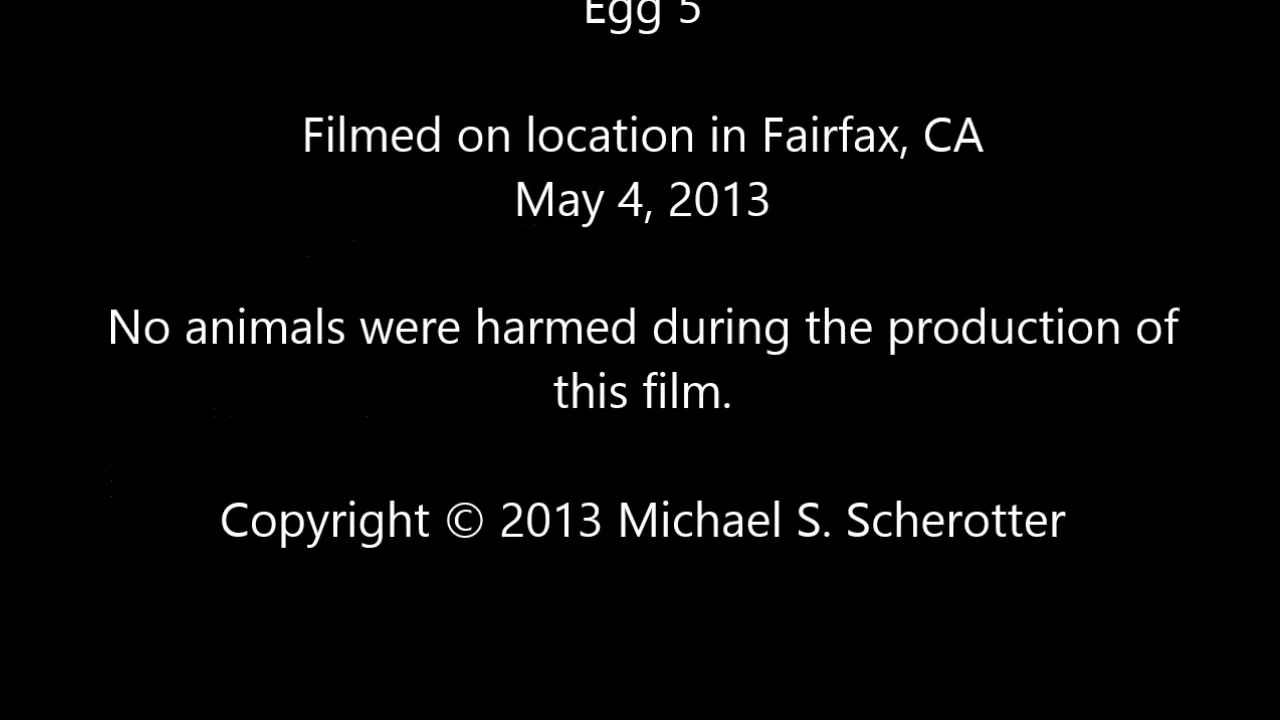 Egg 5
Filmed on location in Fairfax, CA
May 4, 2013
No animals were harmed during the production of
this film.
Copyright © 2013 Michael S. Scherotter